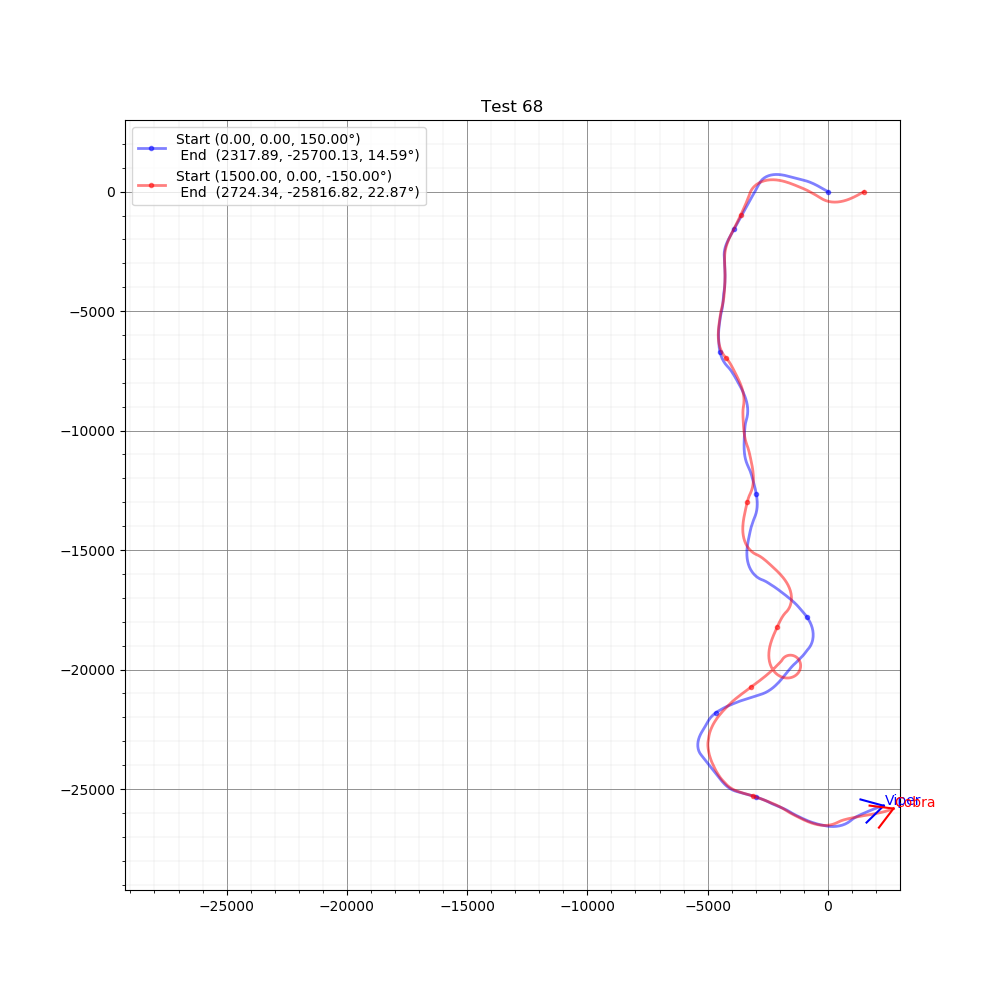 Test 68
Start (0.00, 0.00, 150.00°)
End (2317.89, -25700.13, 14.59°)
Start (1500.00, 0.00, -150.00°)
End (2724.34, -25816.82, 22.87°)
0
−5000
−10000
−15000
−20000
−25000
Viper
Cobra
−25000
−20000
−15000
−10000
−5000
0